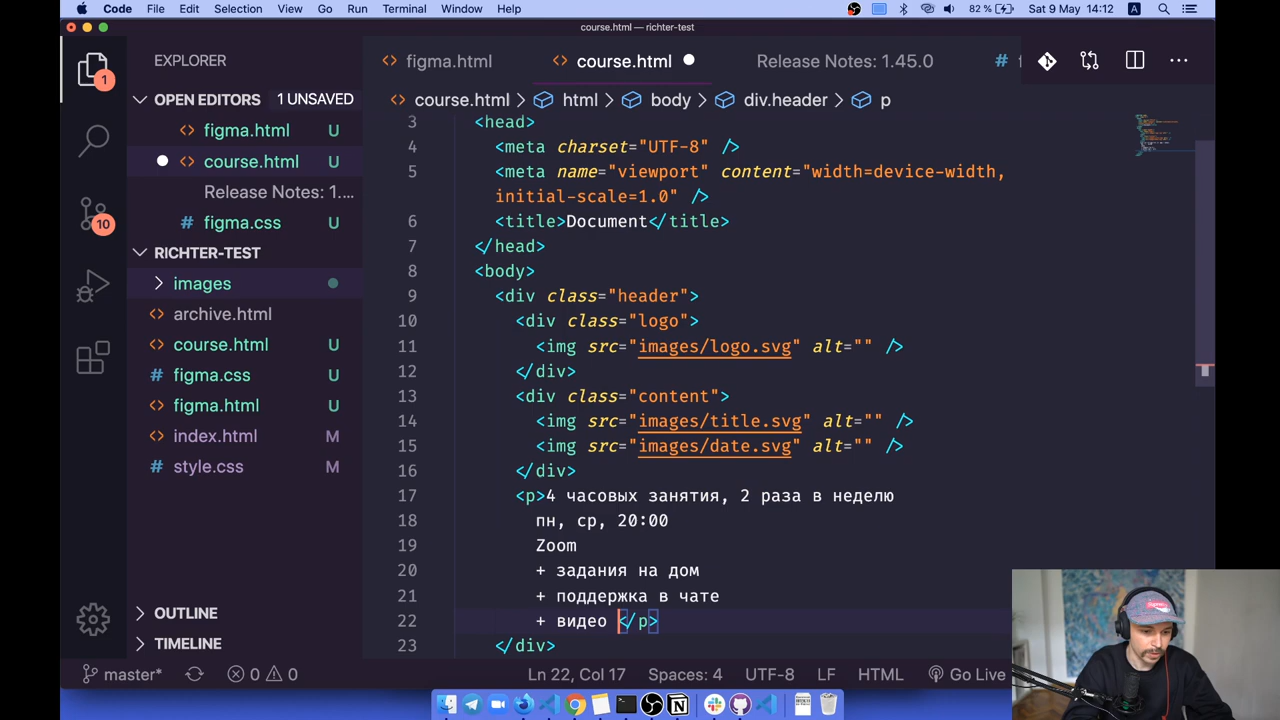 Code File Edit Selection View Go Run Terminal Window Help 82 % Sat 9 May 14:12 A
course.html — richter-test
EXPLORER
figma.html
course.html
Release Notes: 1.45.0
#
course.html > html > body > div.header > p
1
OPEN EDITORS 1 UNSAVED
figma.html U
course.html U
Release Notes: 1....
# figma.css U
10
RICHTER-TEST
images
archive.html
course.html U
# figma.css U
figma.html U
index.html M
# style.css M
OUTLINE
TIMELINE
3 <head>
4 <meta charset="UTF-8" />
5 <meta name="viewport" content="width=device-width,
initial-scale=1.0" />
6 <title>Document</title>
7 </head>
8 <body>
9 <div class="header">
10 <div class="logo">
11 <img src="images/logo.svg" alt="" />
12 </div>
13 <div class="content">
14 <img src="images/title.svg" alt="" />
15 <img src="images/date.svg" alt="" />
16 </div>
17 <p>4 часовых занятия, 2 раза в неделю
18 пн, ср, 20:00
19 Zoom
20 + задания на дом
21 + поддержка в чате
22 + видео </p>
23 </div>
master* 0 0 Ln 22, Col 17 Spaces: 4 UTF-8 LF HTML Go Live